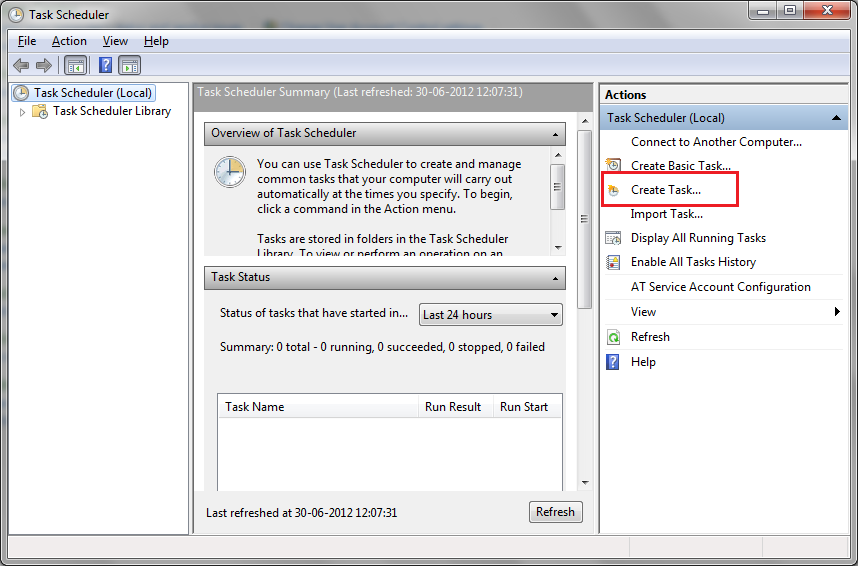 Task Scheduler
File Action View Help
Task Scheduler (Local)
Task Scheduler Library
Task Scheduler Summary (Last refreshed: 30-06-2012 12:07:31)
Overview of Task Scheduler
You can use Task Scheduler to create and manage
common tasks that your computer will carry out
automatically at the times you specify. To begin,
click a command in the Action menu.
Tasks are stored in folders in the Task Scheduler
Library. To view or perform an operation on an
Task Status
Status of tasks that have started in...
Last 24 hours
Summary: 0 total - 0 running, 0 succeeded, 0 stopped, 0 failed
Task Name Run Result Run Start
Last refreshed at 30-06-2012 12:07:31
Refresh
Actions
Task Scheduler (Local)
Connect to Another Computer...
Create Basic Task...
Create Task...
Import Task...
Display All Running Tasks
Enable All Tasks History
AT Service Account Configuration
View
Refresh
Help